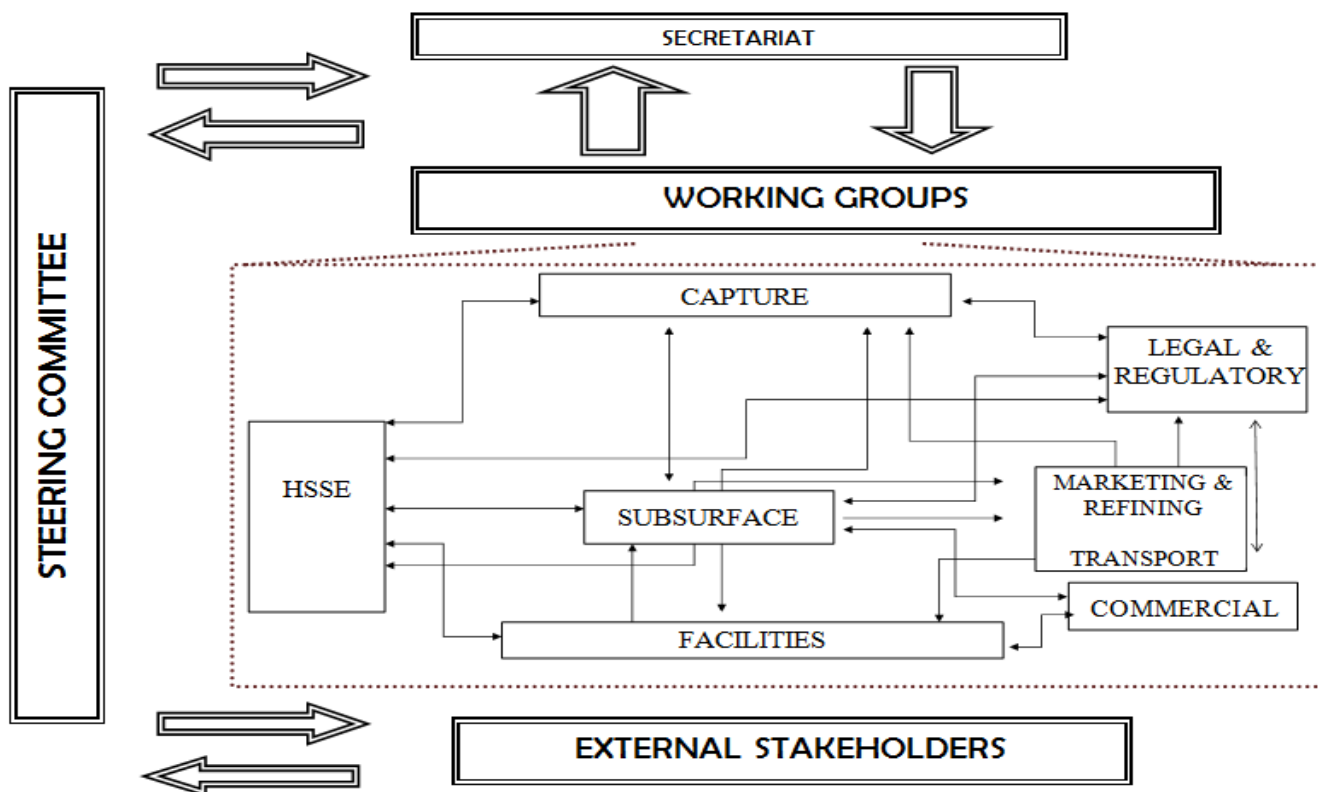 SECRETARIAT
STEERING COMMITTEE
WORKING GROUPS
CAPTURE
LEGAL &
REGULATORY
HSSE
SUBSURFACE
MARKETING &
REFINING
TRANSPORT
COMMERCIAL
FACILITIES
EXTERNAL STAKEHOLDERS